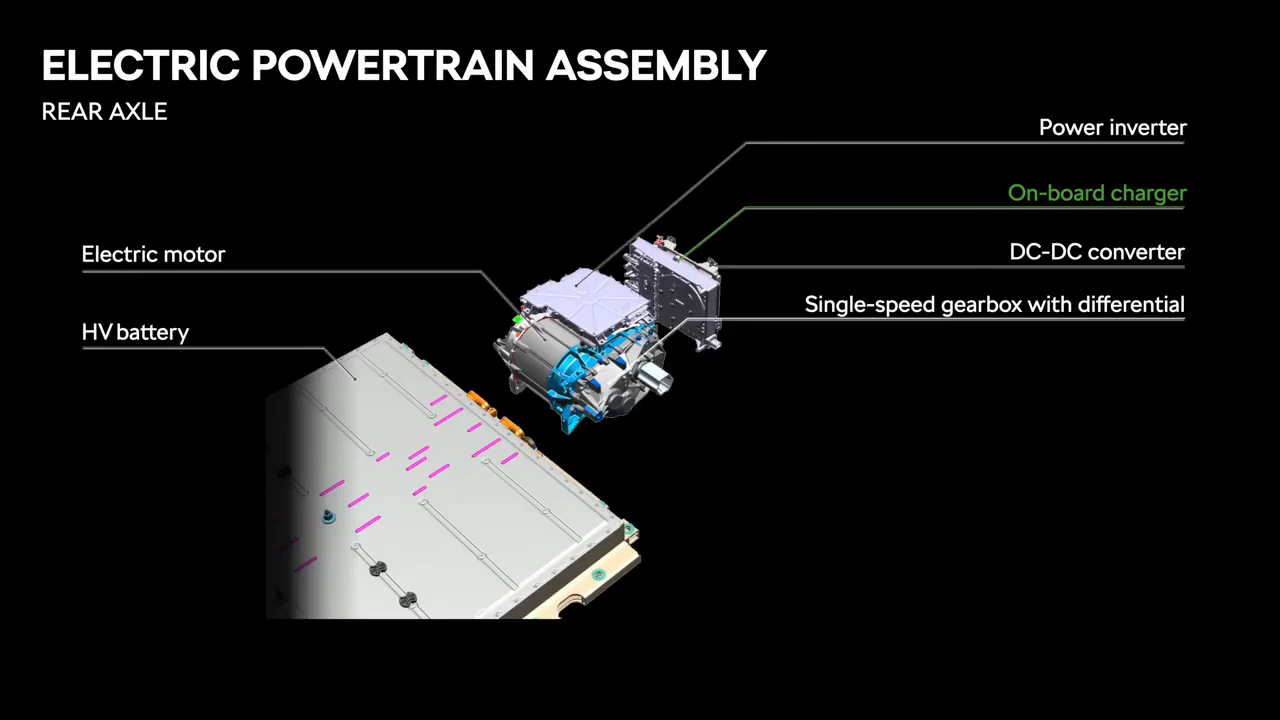 ELECTRIC POWERTRAIN ASSEMBLY
REAR AXLE
Power inverter
On-board charger
Electric motor
DC-DC converter
Single-speed gearbox with differential
HV battery